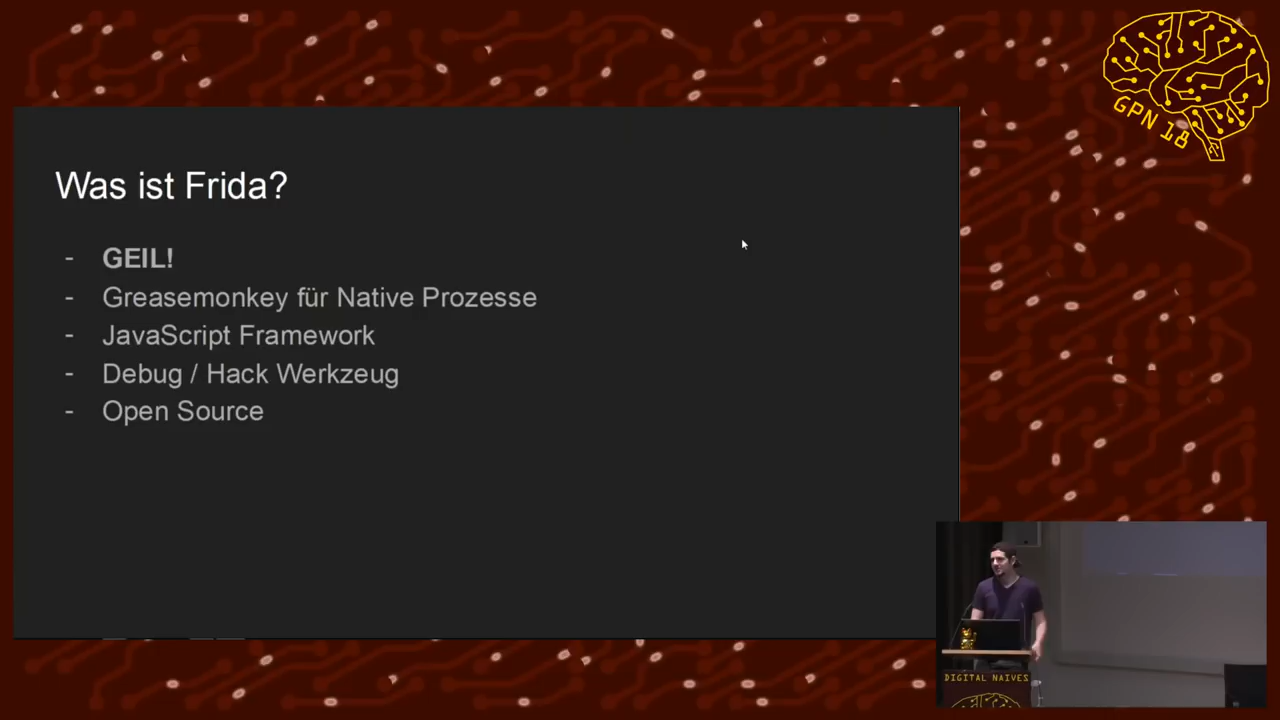 GPN 18
Was ist Frida?
- GEIL!
- Greasemonkey für Native Prozesse
- JavaScript Framework
- Debug / Hack Werkzeug
- Open Source
DIGITAL NAIVES